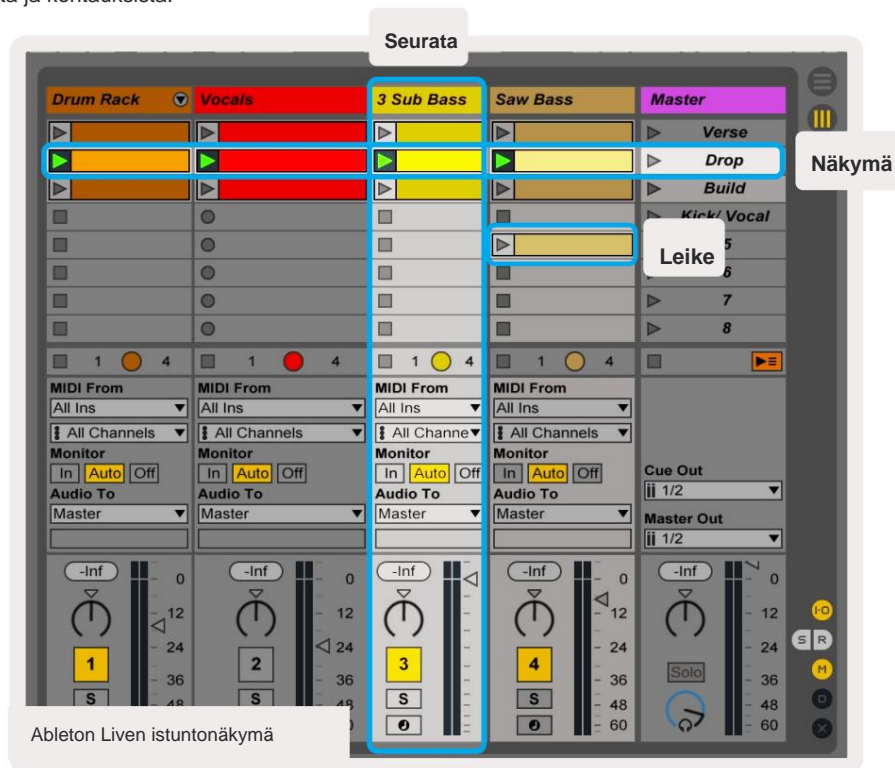 ta ja kohtauksista.
Seurata
Drum Rack Vocals 3 Sub Bass Saw Bass Master
Verse
Drop
Näkymä
Build
Kick/ Vocal
5
Leike
6
7
8
1 4 1 4 1 4 1 4
MIDI From MIDI From MIDI From MIDI From
All Ins All Ins All Ins All Ins
All Channels All Channels All Channe All Channels
Monitor Monitor Monitor Monitor
In Auto Off In Auto Off In Auto Off In Auto Off Cue Out
Audio To Audio To Audio To Audio To 1/2
Master Master Master Master Master Out
1/2
-Inf 0 -Inf 0 -Inf -Inf 0 -Inf 0
12 12 12 12 I·O
24 24 24 24 S R
1 36 2 36 3 4 36 Solo 36 M
S 48 S 48 S S 48 48 D
60 60 X
Ableton Liven istuntonäkymä